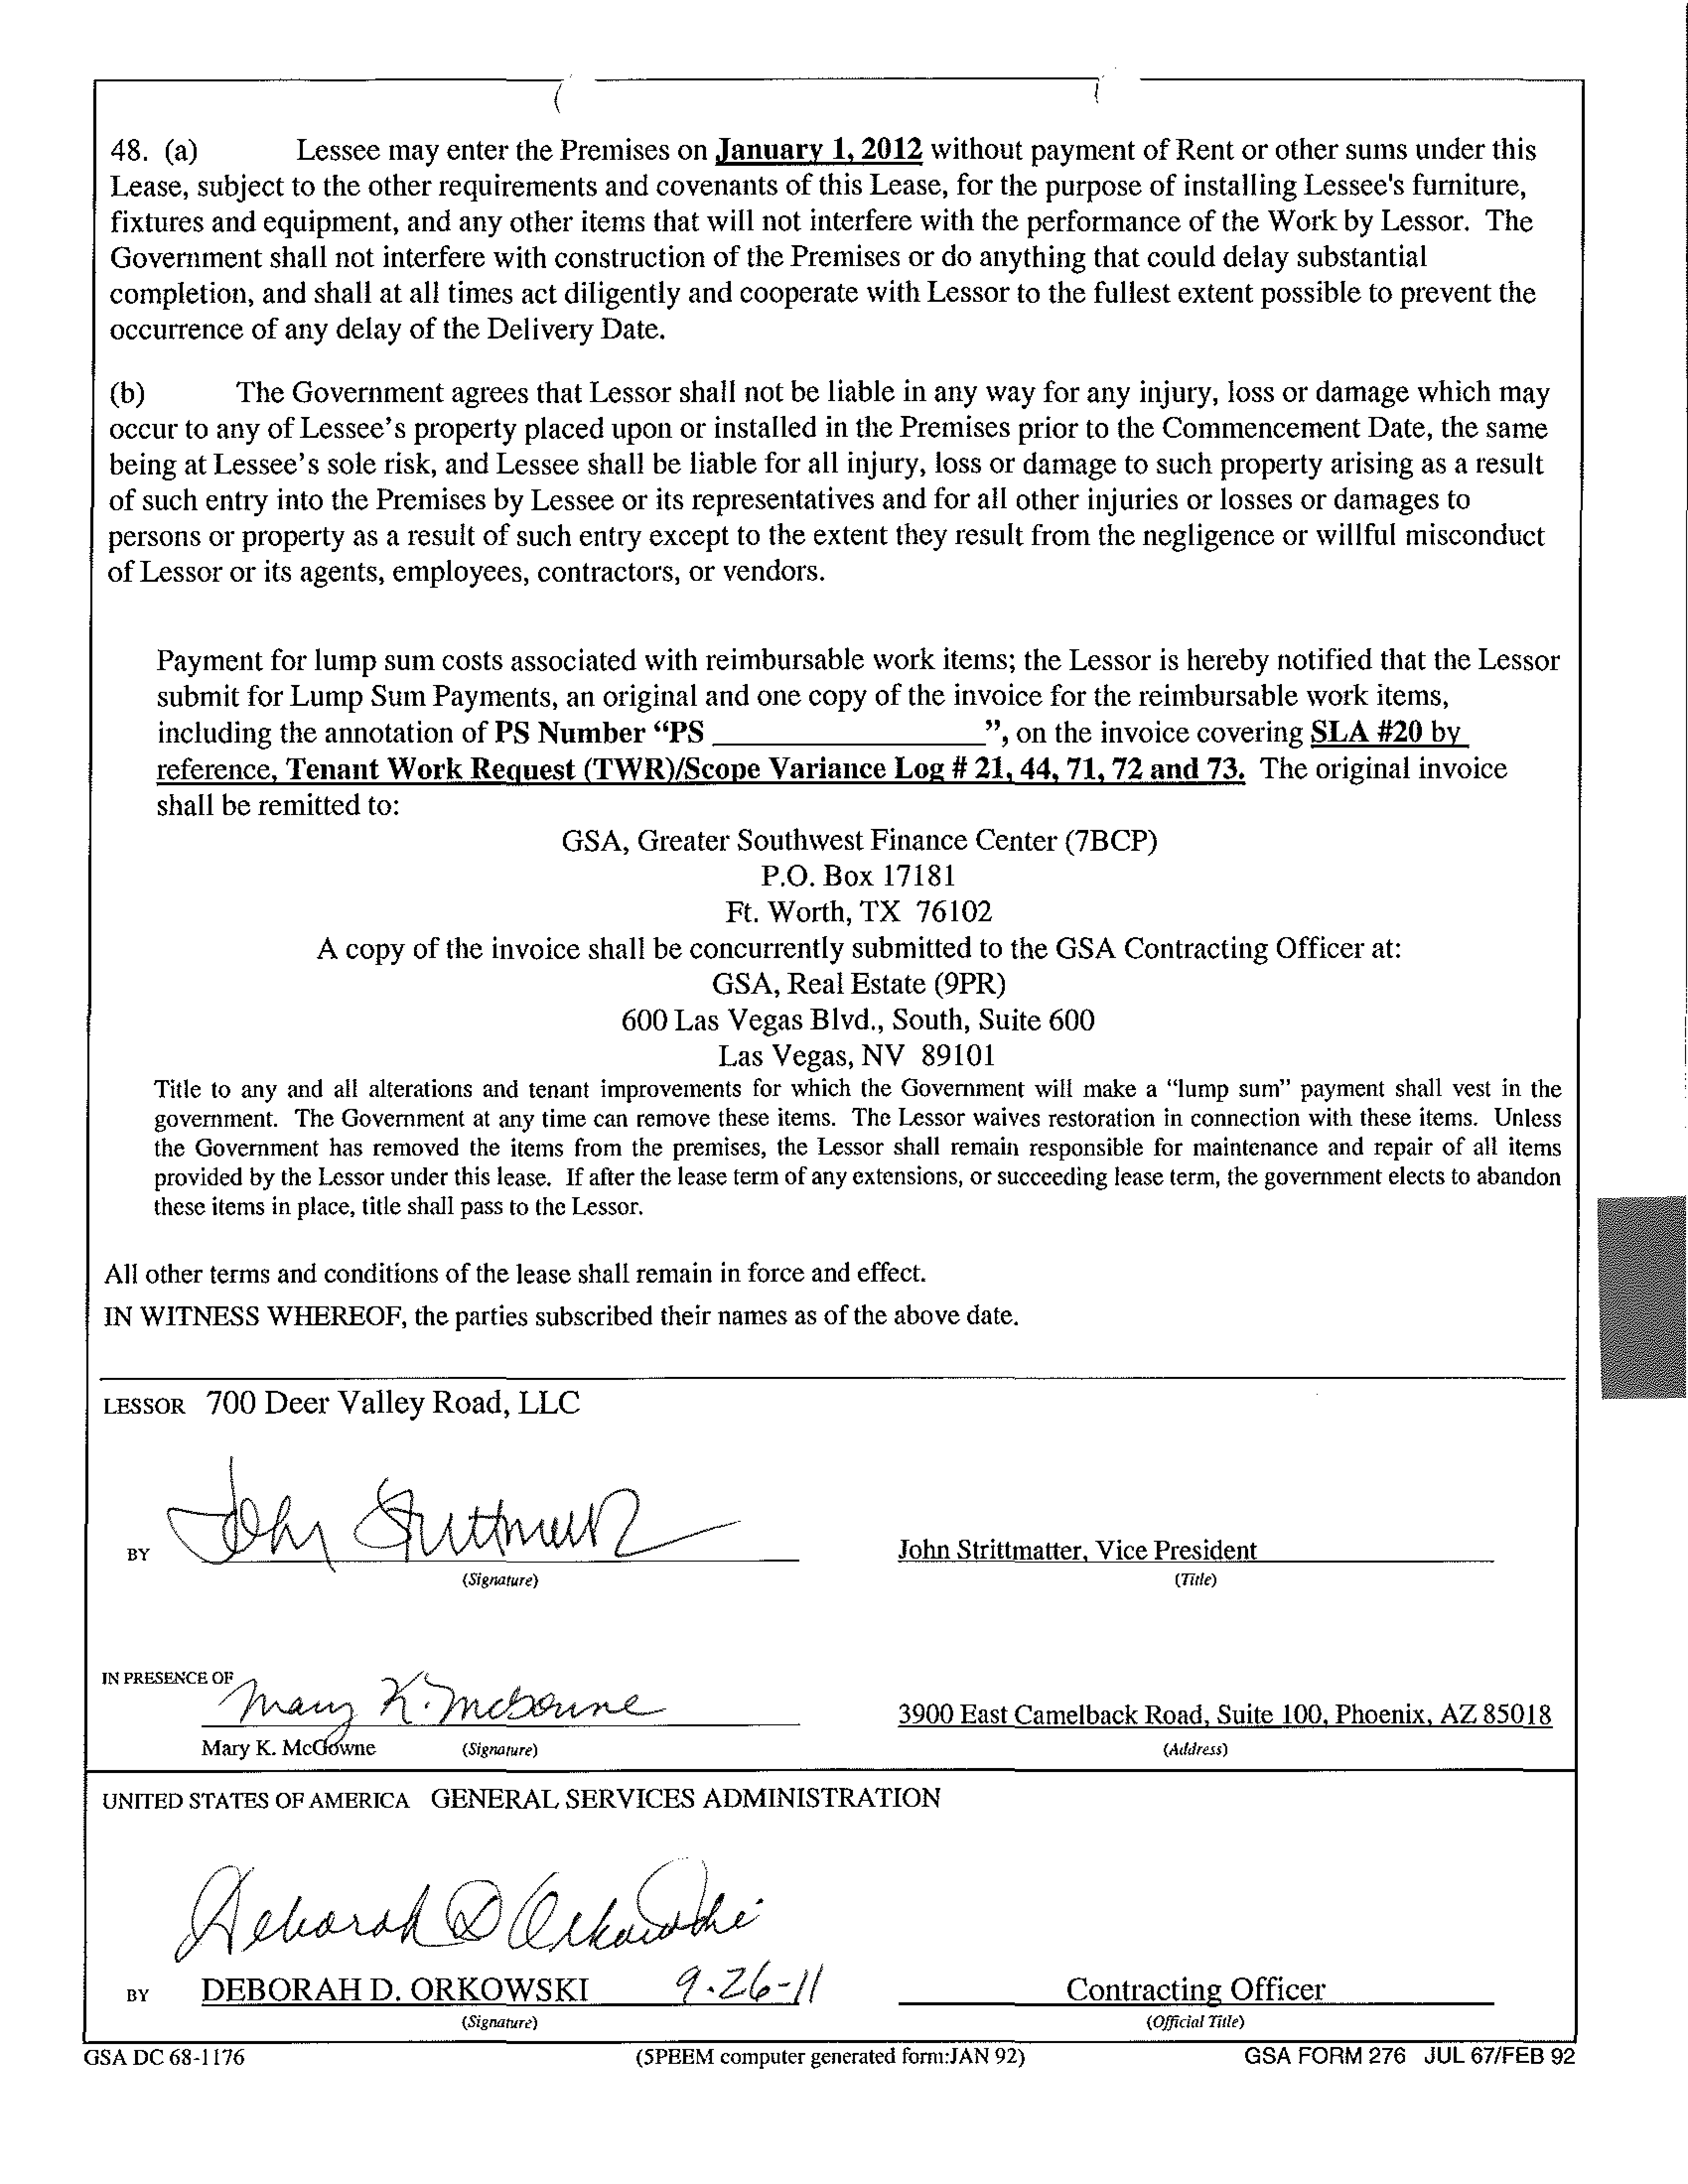 48. (a) Lessee may enter the Premises on January 1, 2012 without payment of Rent or other sums under this
Lease, subject to the other requirements and covenants of this Lease, for the purpose of installing Lessee's furniture,
fixtures and equipment, and any other items that will not interfere with the performance of the Work by Lessor. The
Government shall not interfere with construction of the Premises or do anything that could delay substantial
completion, and shall at all times act diligently and cooperate with Lessor to the fullest extent possible to prevent the
occurrence of any delay of the Delivery Date.
(b) The Government agrees that Lessor shall not be liable in any way for any injury, loss or damage which may
occur to any of Lessee's property placed upon or installed in the Premises prior to the Commencement Date, the same
being at Lessee's sole risk, and Lessee shall be liable for all injury, loss or damage to such property arising as a result
of such entry into the Premises by Lessee or its representatives and for all other injuries or losses or damages to
persons or property as a result of such entry except to the extent they result from the negligence or willful misconduct
of Lessor or its agents, employees, contractors, or vendors.
Payment for lump sum costs associated with reimbursable work items; the Lessor is hereby notified that the Lessor
submit for Lump Sum Payments, an original and one copy of the invoice for the reimbursable work items,
including the annotation of PS Number “PS ____________________”, on the invoice covering SLA #20 by
reference, Tenant Work Request (TWR)/Scope Variance Log # 21, 44, 71, 72 and 73. The original invoice
shall be remitted to:
GSA, Greater Southwest Finance Center (7BCP)
P.O. Box 17181
Ft. Worth, TX 76102
A copy of the invoice shall be concurrently submitted to the GSA Contracting Officer at:
GSA, Real Estate (9PR)
600 Las Vegas Blvd., South, Suite 600
Las Vegas, NV 89101
Title to any and all alterations and tenant improvements for which the Government will make a “lump sum” payment shall vest in the
government. The Government at any time can remove these items. The Lessor waives restoration in connection with these items. Unless
the Government has removed the items from the premises, the Lessor shall remain responsible for maintenance and repair of all items
provided by the Lessor under this lease. If after the lease term of any extensions, or succeeding lease term, the government elects to abandon
these items in place, title shall pass to the Lessor.
All other terms and conditions of the lease shall remain in force and effect.
IN WITNESS WHEREOF, the parties subscribed their names as of the above date.
LESSOR 700 Deer Valley Road, LLC
BY John Strittmatter John Strittmatter, Vice President
(Signature) (Title)
IN PRESENCE OF Mary K. McGowne 3900 East Camelback Road, Suite 100, Phoenix, AZ 85018
Mary K. McGowne (Signature) (Address)
UNITED STATES OF AMERICA GENERAL SERVICES ADMINISTRATION
Deborah D Orkowski
BY DEBORAH D. ORKOWSKI 9-26-11 Contracting Officer
(Signature) (Official Title)
GSA DC 68-1176 (5PEEM computer generated form:JAN 92) GSA FORM 276 JUL 67/FEB 92